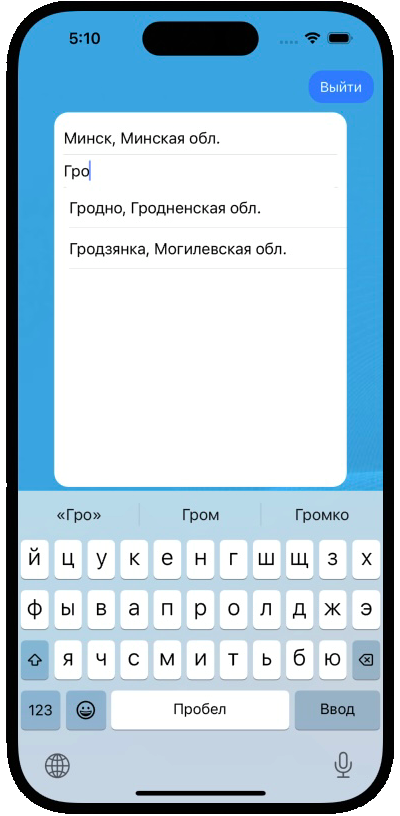 5:10
Выйти
Минск, Минская обл.
Гро
Гродно, Гродненская обл.
Гродзянка, Могилевская обл.
«Гро» Гром Громко
й ц у к е н г ш щ з х
ф ы в а п р о л д ж э
я ч с м и т ь б ю
123 Пробел Ввод